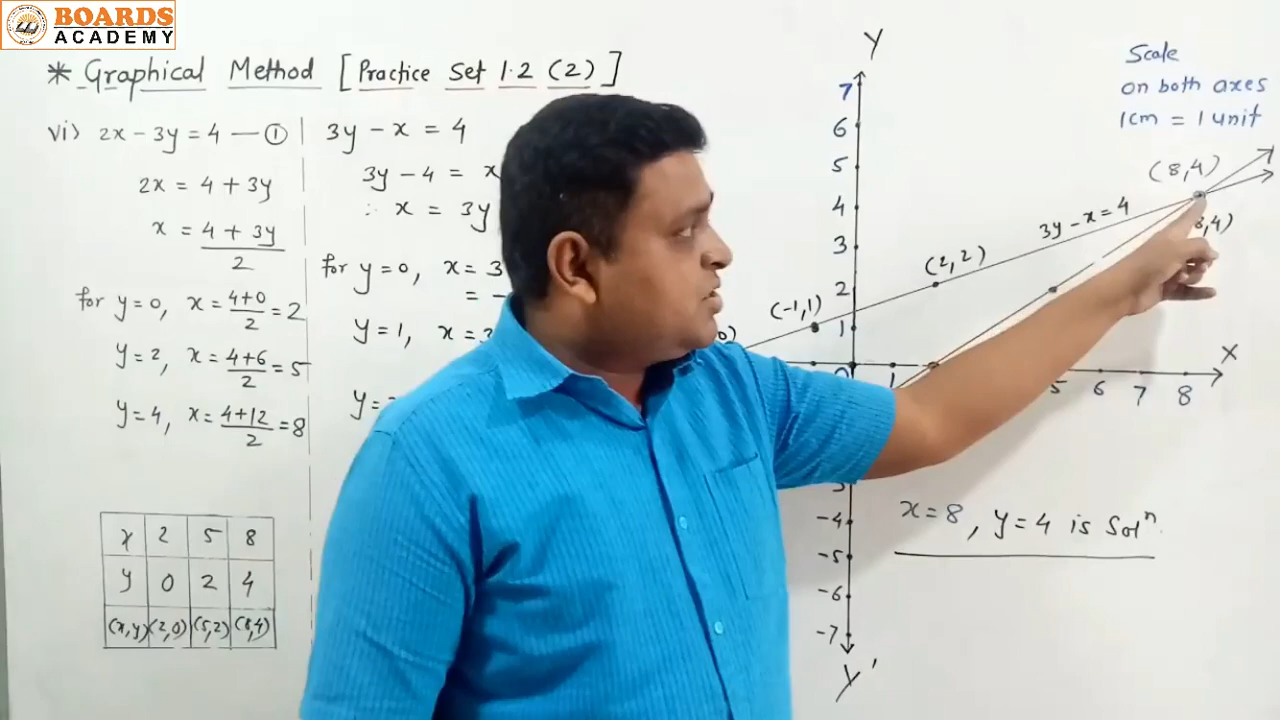 BOARDS
ACADEMY
* Graphical Method [Practice Set 1.2 (2)]
vi) 2x - 3y = 4 — ①
2x = 4 + 3y
x = 4 + 3y / 2
for y = 0, x = 4+0 / 2 = 2
y = 2, x = 4+6 / 2 = 5
y = 4, x = 4+12 / 2 = 8
x 2 5 8
y 0 2 4
(x,y) (2,0) (5,2) (8,4)
3y - x = 4
3y - 4 = x
∴ x = 3y
for y = 0, x = 3
= -
y = 1, x = 3
y =
Scale
on both axes
1cm = 1 unit
Y
7
6
5
4
3
2
1
0
1
5
6
7
8
X
-4
-5
-6
-7
Y'
(8,4)
3y - x = 4
(2,2)
(-1,1)
x = 8, y = 4 is Solⁿ.